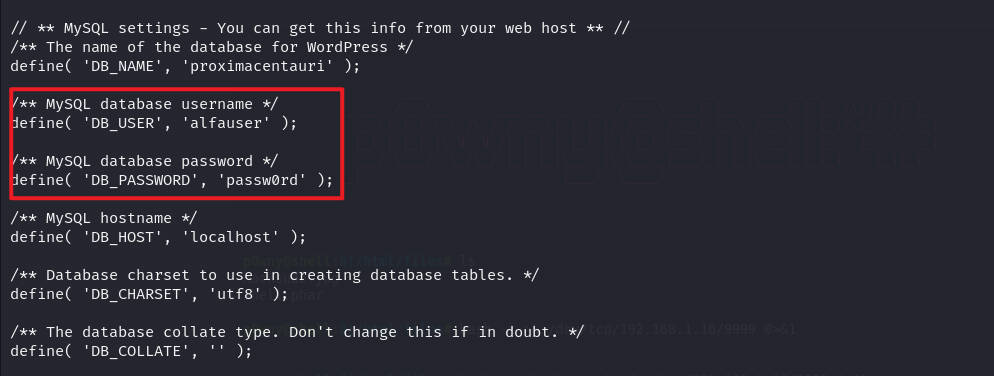 // ** MySQL settings - You can get this info from your web host ** //
/** The name of the database for WordPress */
define( 'DB_NAME', 'proximacentauri' );
/** MySQL database username */
define( 'DB_USER', 'alfauser' );
/** MySQL database password */
define( 'DB_PASSWORD', 'passw0rd' );
/** MySQL hostname */
define( 'DB_HOST', 'localhost' );
/** Database charset to use in creating database tables. */
define( 'DB_CHARSET', 'utf8' );
/** The database collate type. Don't change this if in doubt. */
define( 'DB_COLLATE', '' );